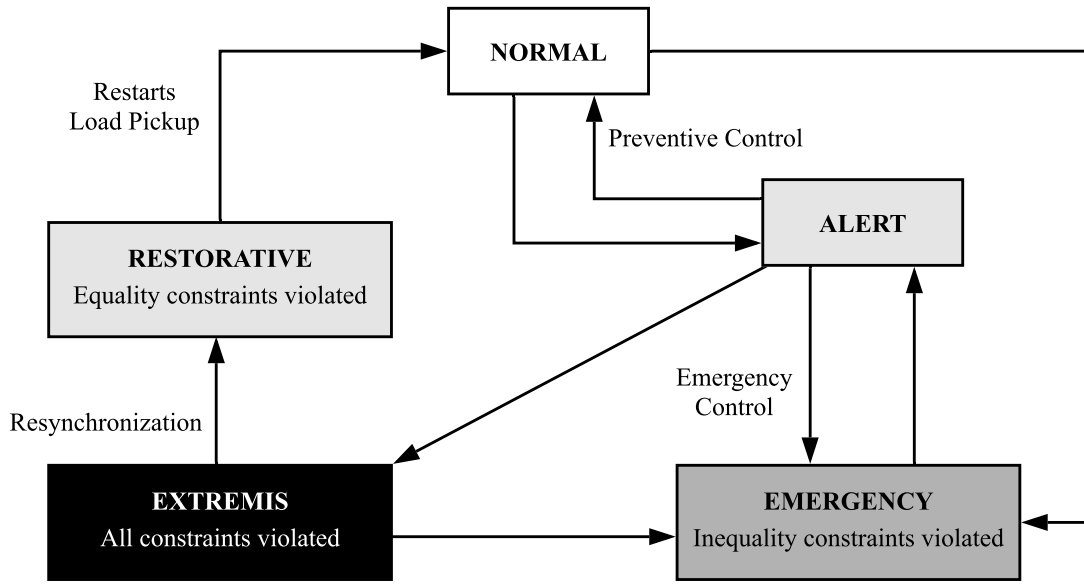 NORMAL
Restarts
Load Pickup
Preventive Control
ALERT
RESTORATIVE
Equality constraints violated
Emergency
Control
Resynchronization
EXTREMIS
All constraints violated
EMERGENCY
Inequality constraints violated